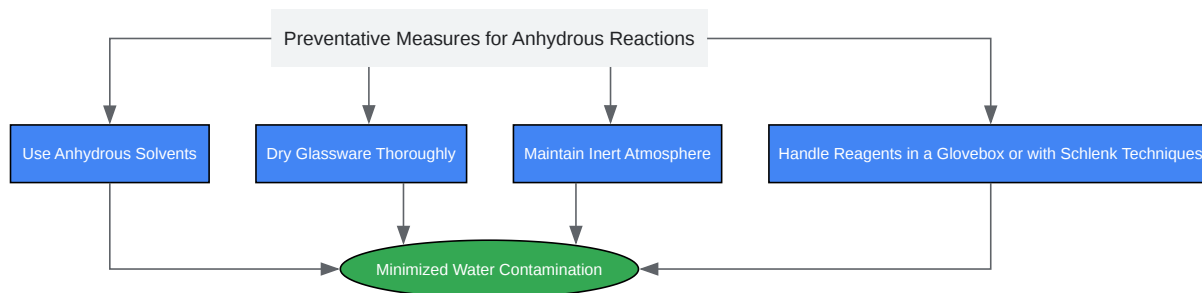 Preventative Measures for Anhydrous Reactions
Use Anhydrous Solvents
Dry Glassware Thoroughly
Maintain Inert Atmosphere
Handle Reagents in a Glovebox or with Schlenk Techniques
Minimized Water Contamination